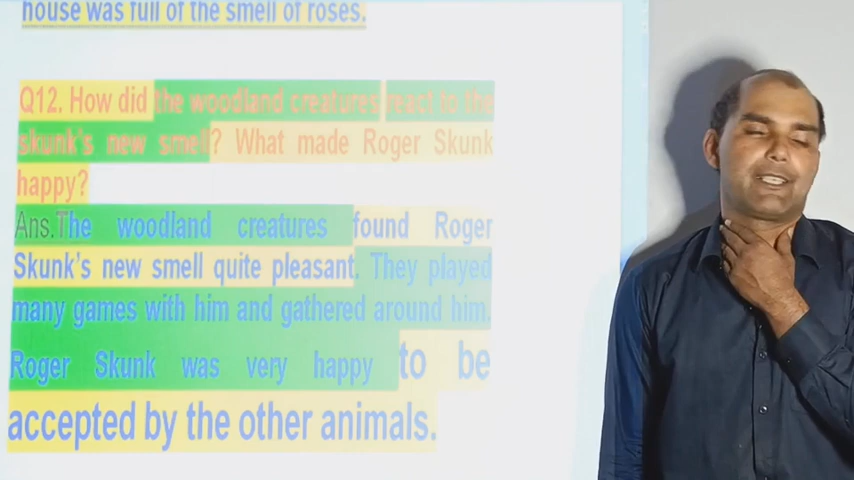 house was full of the smell of roses.
Q12. How did the woodland creatures react to the
skunk's new smell? What made Roger Skunk
happy?
Ans.The woodland creatures found Roger
Skunk's new smell quite pleasant. They played
many games with him and gathered around him.
Roger Skunk was very happy to be
accepted by the other animals.